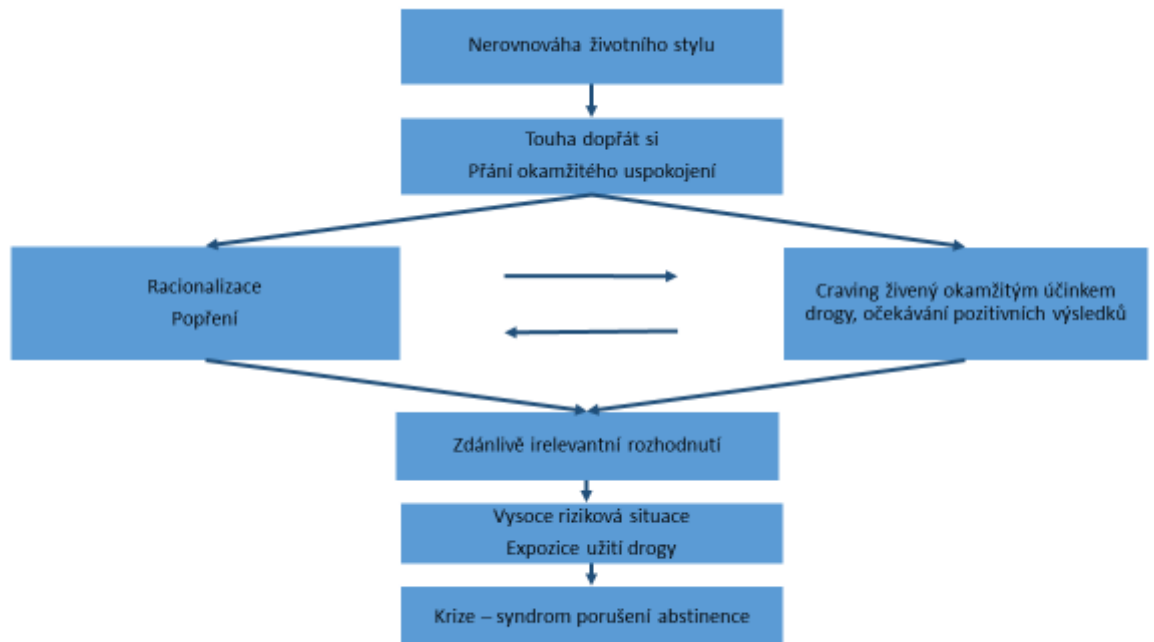 Nerovnováha životního stylu
Touha dopřát si
Přání okamžitého uspokojení
Racionalizace
Popření
Craving živený okamžitým účinkem
drogy, očekávání pozitivních výsledků
Zdánlivě irelevantní rozhodnutí
Vysoce riziková situace
Expozice užití drogy
Krize – syndrom porušení abstinence